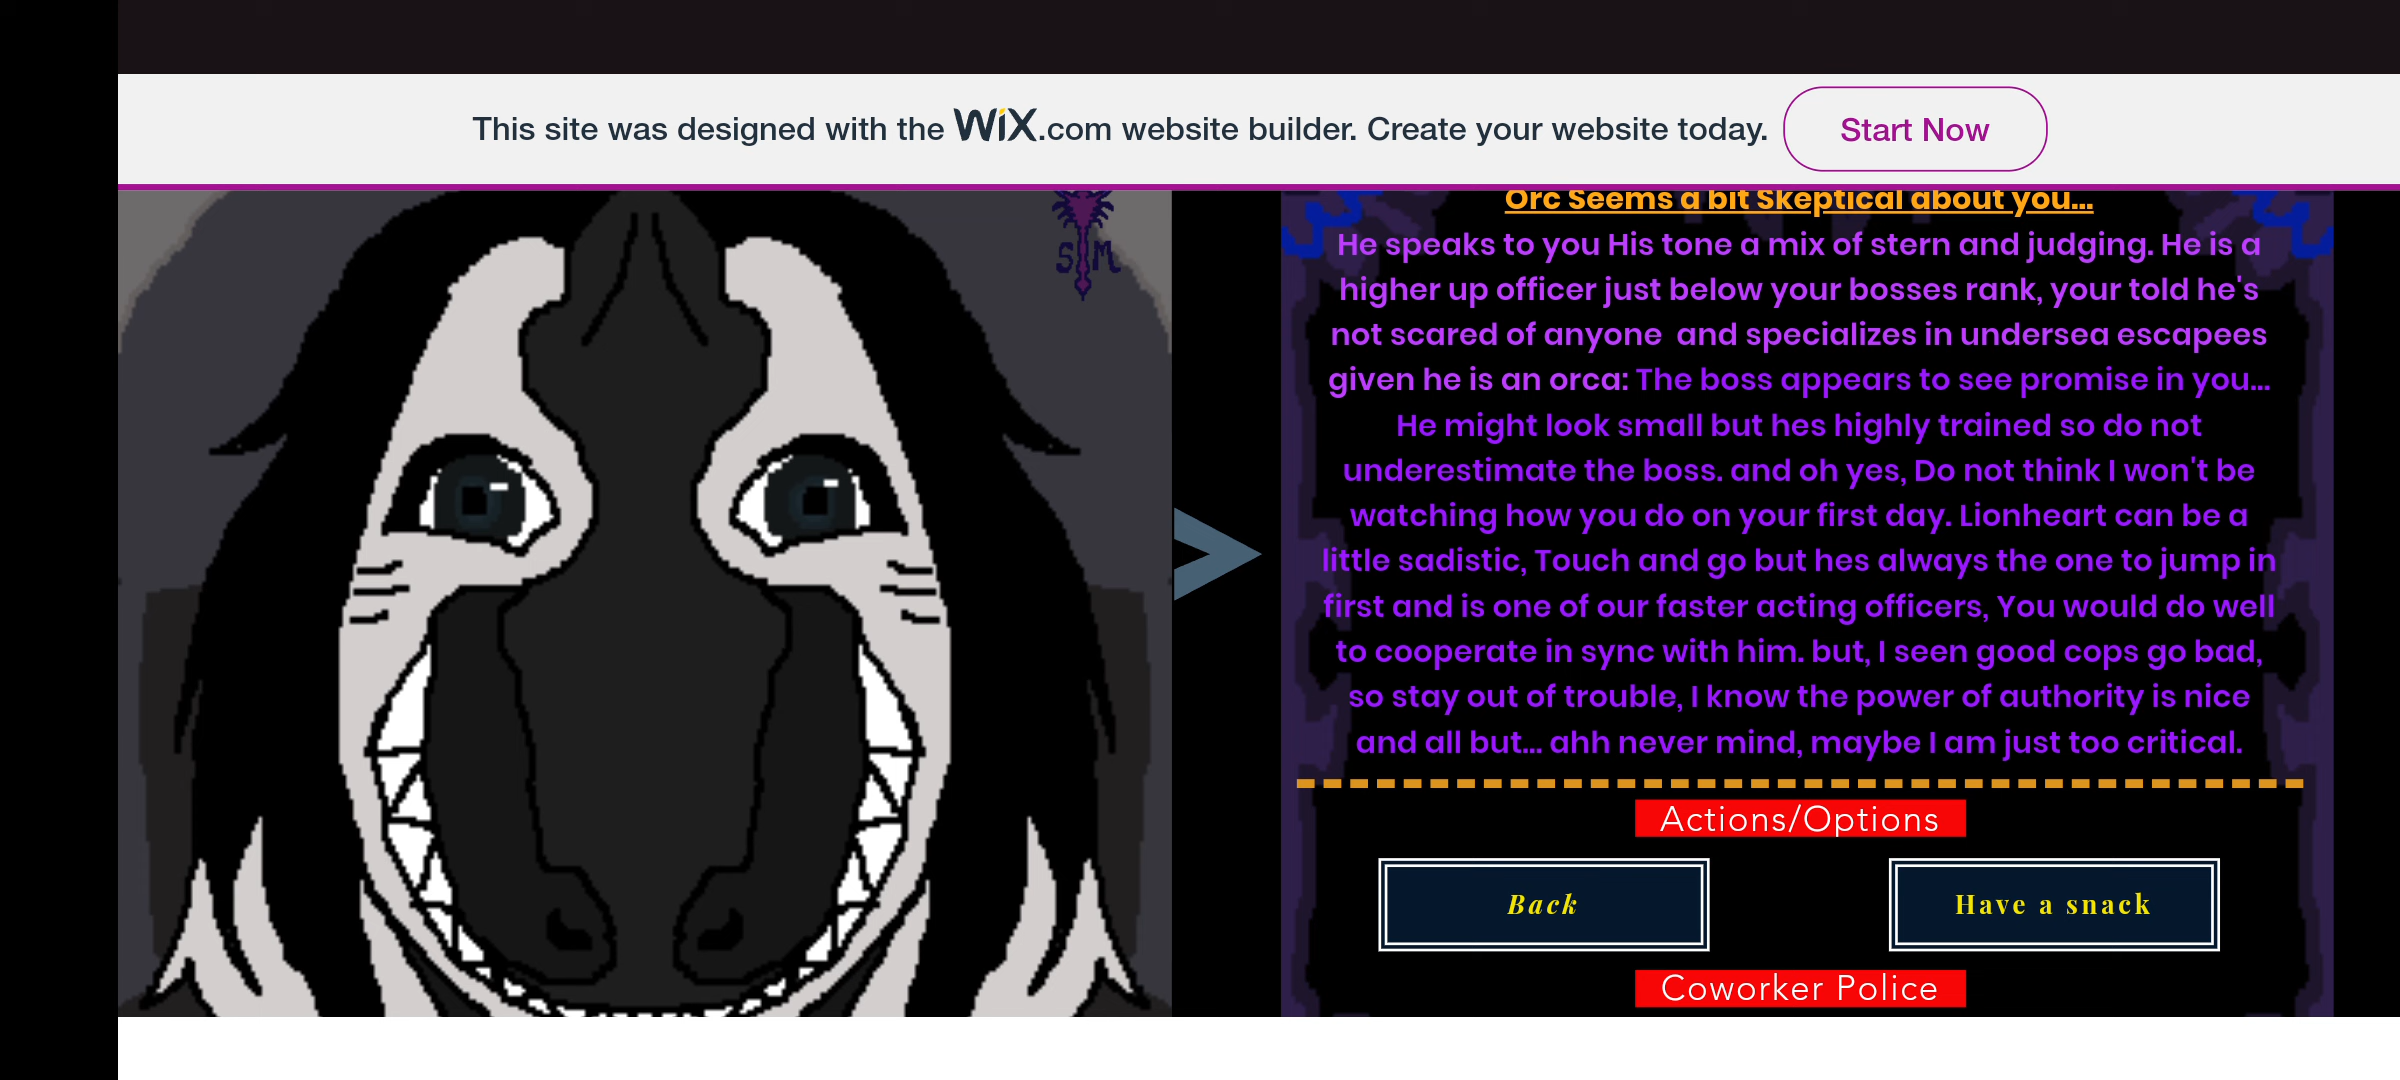 This site was designed with the WiX.com website builder. Create your website today.
Start Now
S M
Orc Seems a bit Skeptical about you...
He speaks to you His tone a mix of stern and judging. He is a
higher up officer just below your bosses rank, your told he's
not scared of anyone  and specializes in undersea escapees
given he is an orca: The boss appears to see promise in you...
He might look small but hes highly trained so do not
underestimate the boss. and oh yes, Do not think I won't be
watching how you do on your first day. Lionheart can be a
little sadistic, Touch and go but hes always the one to jump in
first and is one of our faster acting officers, You would do well
to cooperate in sync with him. but, I seen good cops go bad,
so stay out of trouble, I know the power of authority is nice
and all but... ahh never mind, maybe I am just too critical.
Actions/Options
Back
Have a snack
Coworker Police